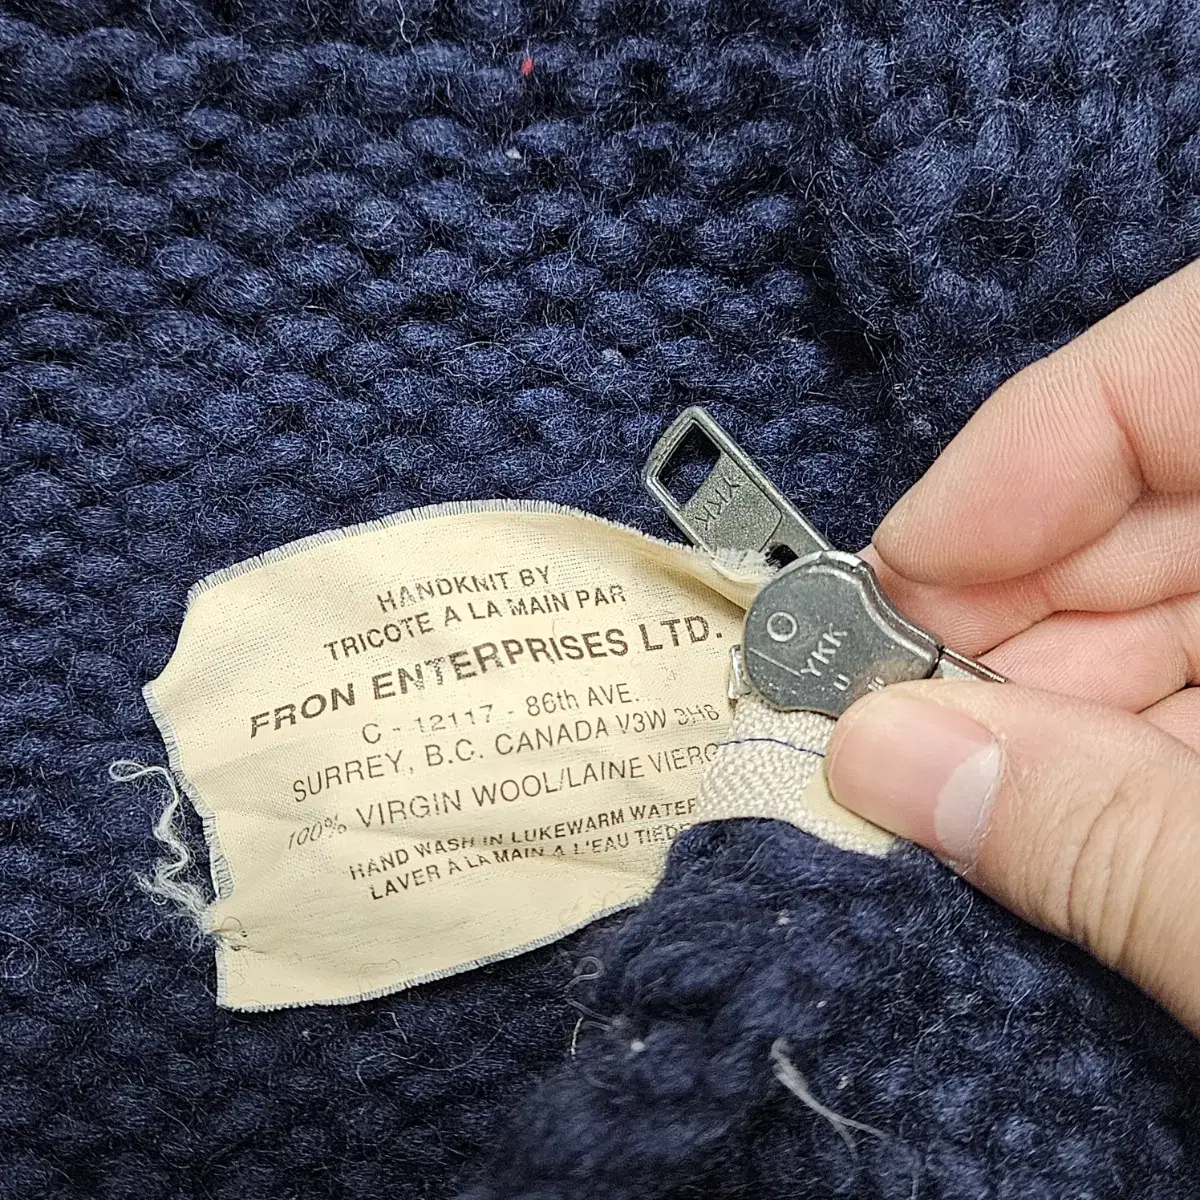 HANDKNIT BY
TRICOTE A LA MAIN PAR
FRON ENTERPRISES LTD.
C - 12117 - 86th AVE.
SURREY, B.C. CANADA V3W 3H8
100% VIRGIN WOOL/LAINE VIERG
HAND WASH IN LUKEWARM WATER
LAVER A LA MAIN A L'EAU TIEDE
YKK
YKK